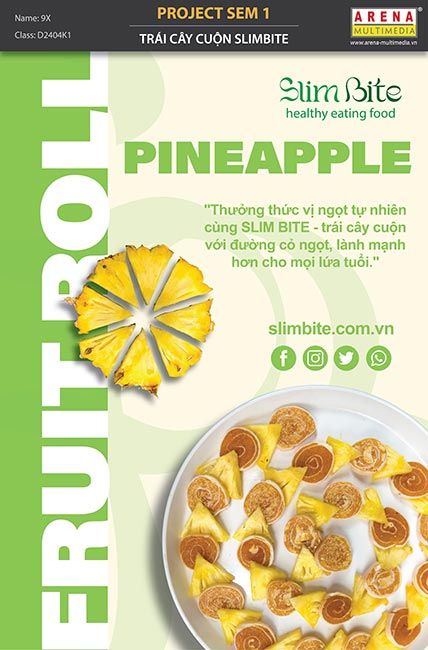 Name: 9X
Class: D2404K1
PROJECT SEM 1
TRÁI CÂY CUỘN SLIMBITE
ARENA
MULTIMEDIA
www.arena-multimedia.vn
Slim Bite
healthy eating food
PINEAPPLE
FRUIT ROLL
"Thưởng thức vị ngọt tự nhiên
cùng SLIM BITE - trái cây cuộn
với đường cỏ ngọt, lành mạnh
hơn cho mọi lứa tuổi."
slimbite.com.vn